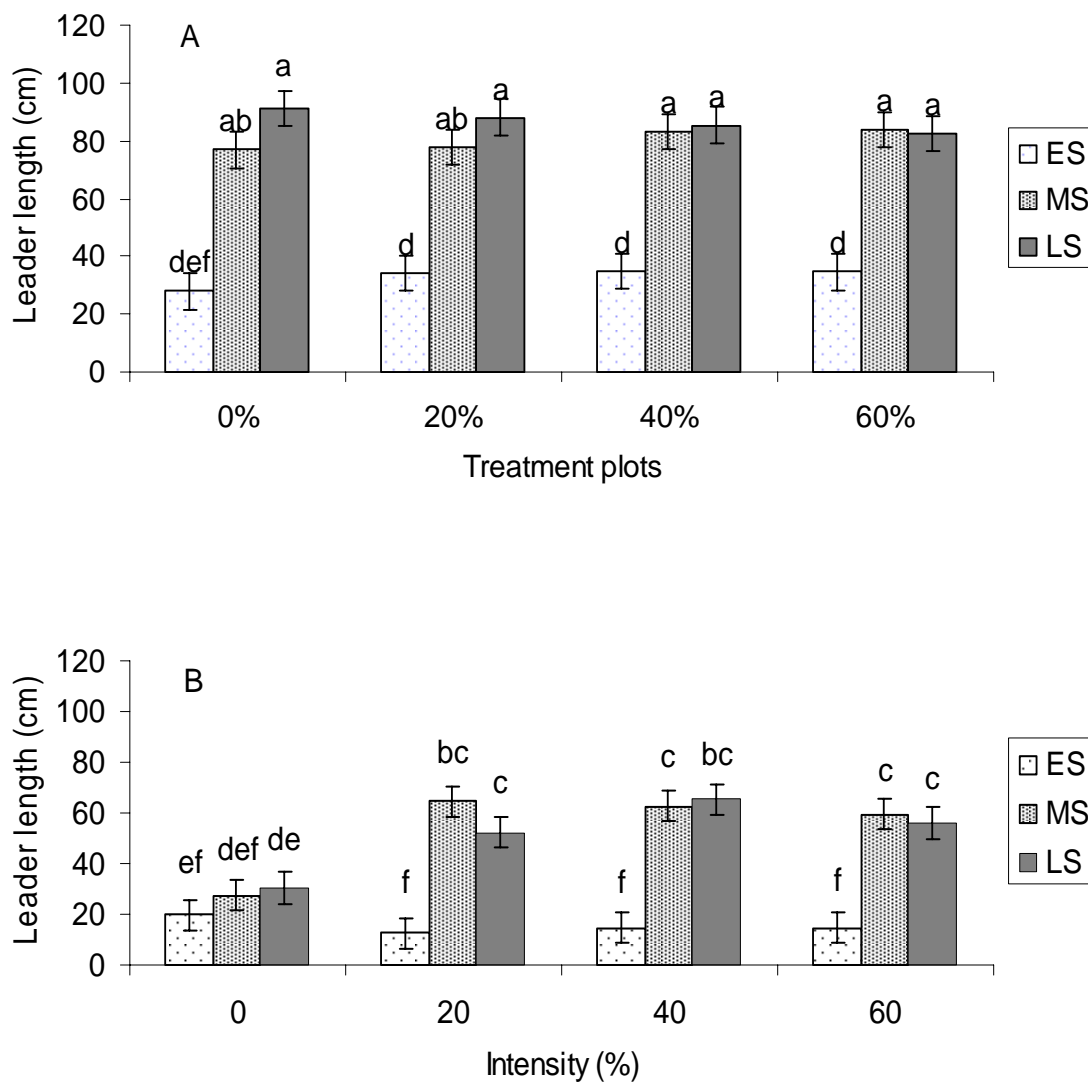 A
120
100
80
60
40
20
0
Leader length (cm)
def ab a
d ab a
d a a
d a a
0% 20% 40% 60%
Treatment plots
ES
MS
LS
B
120
100
80
60
40
20
0
Leader length (cm)
ef def de
f bc c
f c bc
f c c
0 20 40 60
Intensity (%)
ES
MS
LS